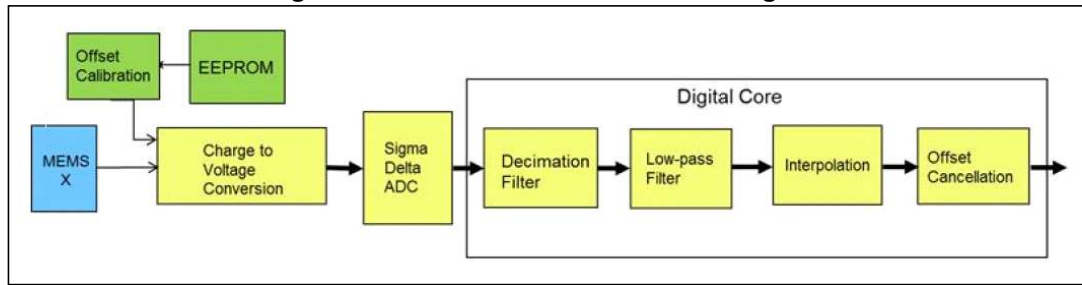 Offset
Calibration
EEPROM
Digital Core
MEMS
X
Charge to
Voltage
Conversion
Sigma
Delta
ADC
Decimation
Filter
Low-pass
Filter
Interpolation
Offset
Cancellation